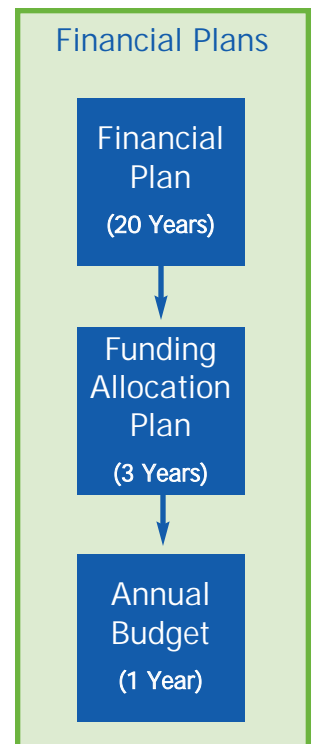 Financial Plans
Financial
Plan
(20 Years)
Funding
Allocation
Plan
(3 Years)
Annual
Budget
(1 Year)